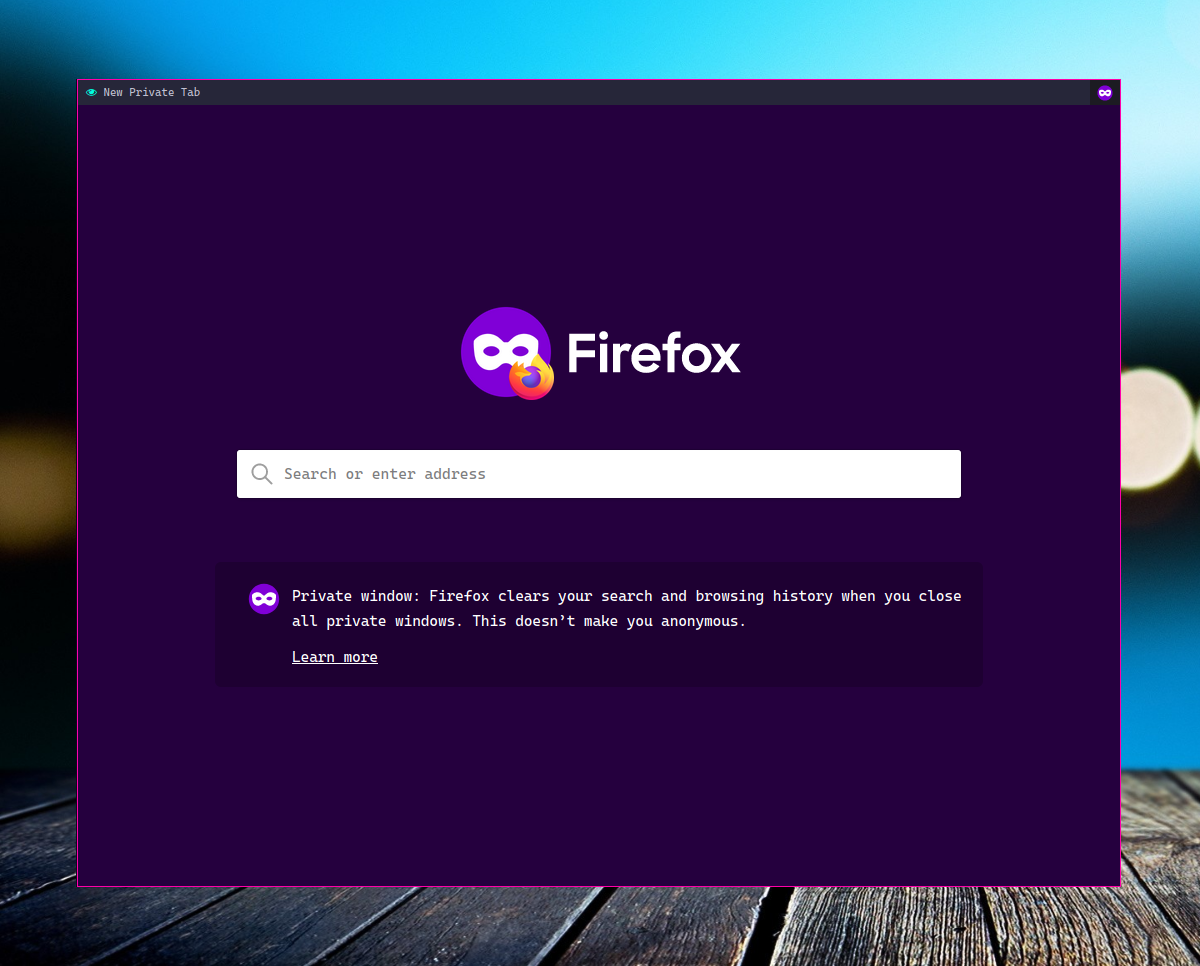 New Private Tab
Firefox
Search or enter address
Private window: Firefox clears your search and browsing history when you close
all private windows. This doesn’t make you anonymous.
Learn more